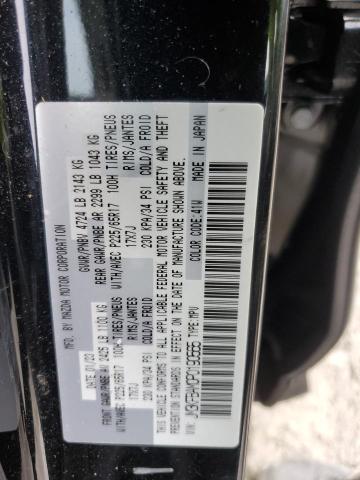 MFD BY MAZDA MOTOR CORPORATION
DATE: 01/23
GWWR/PNBV 4724 LB 2143 KG
FRONT GAWR/PNBE AV 2425 LB 1100 KG
REAR GAWR/PNBE AR 2299 LB 1043 KG
WITH/AVEC P225/65R17 100H TIRES/PNEUS
WITH/AVEC P225/65R17 100H TIRES/PNEUS
17X7J RIMS/JANTES
17X7J RIMS/JANTES
230 KPA/34 PSI COLD/A FROID
230 KPA/34 PSI COLD/A FROID
THIS VEHICLE CONFORMS TO ALL APPLICABLE FEDERAL MOTOR VEHICLE SAFETY AND THEFT
PREVENTION STANDARDS IN EFFECT ON THE DATE OF MANUFACTURE SHOWN ABOVE.
COLOR CODE: 41W MADE IN JAPAN
VIN: TYPE: MPV